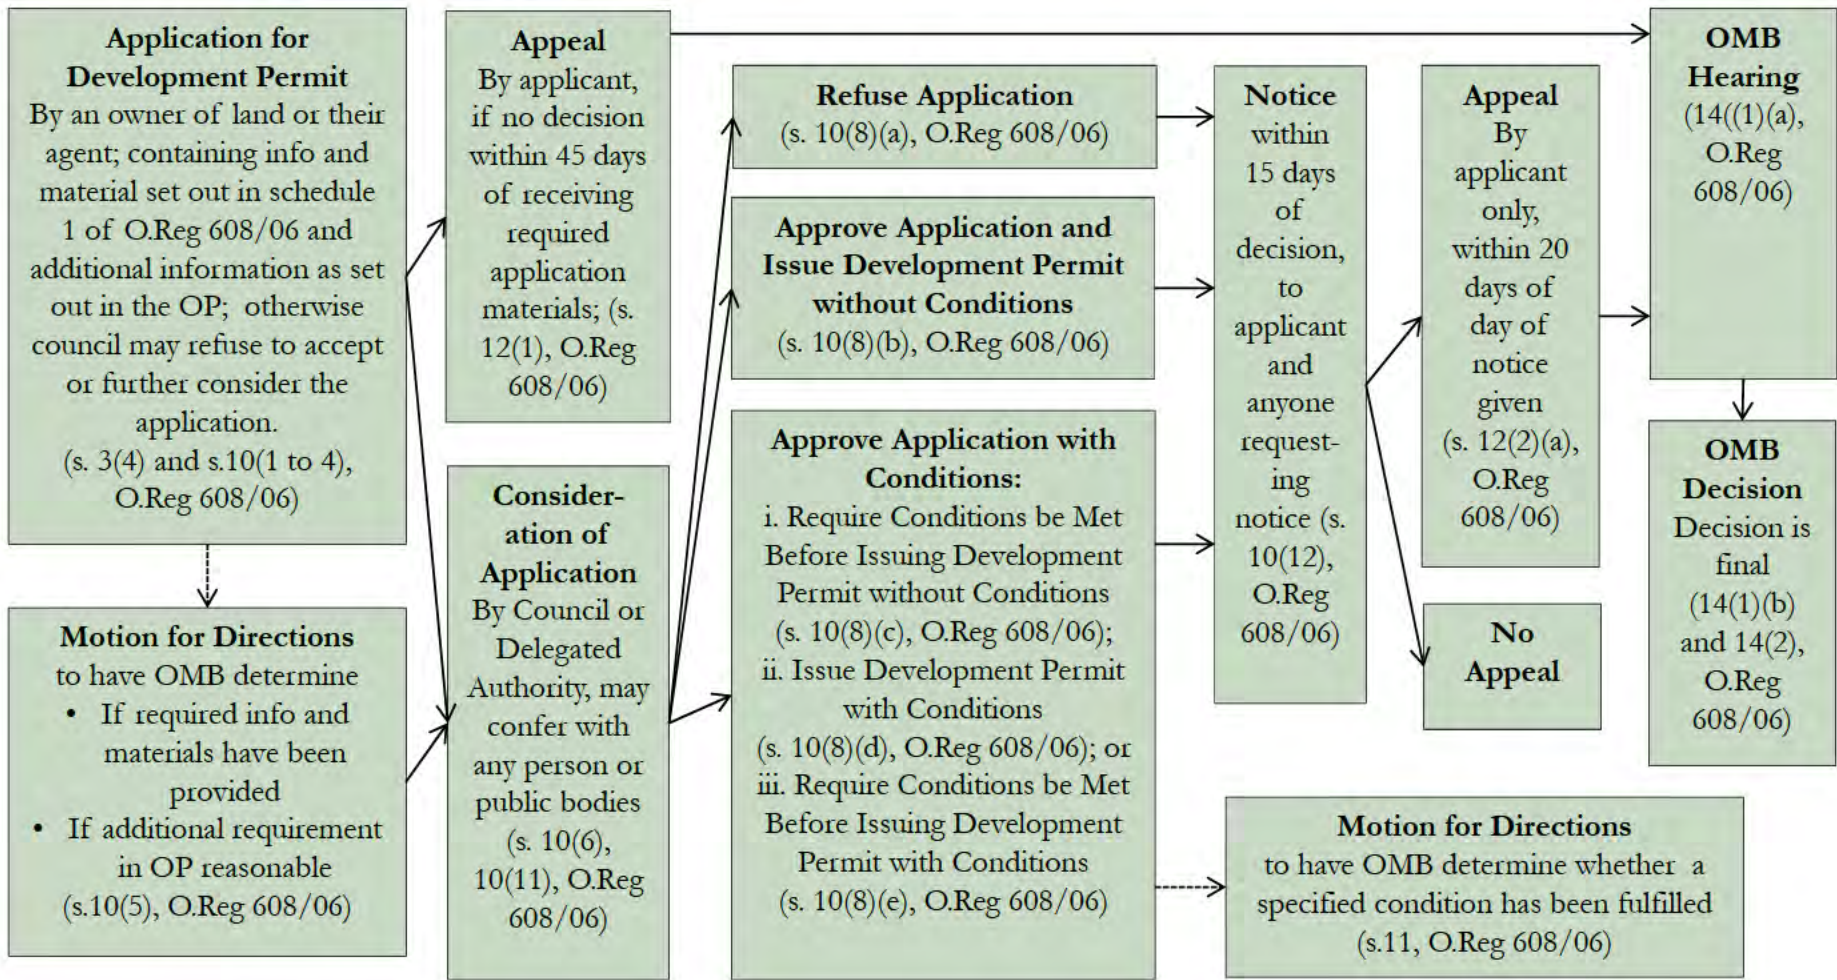 Application for
Development Permit
By an owner of land or their
agent; containing info and
material set out in schedule
1 of O.Reg 608/06 and
additional information as set
out in the OP; otherwise
council may refuse to accept
or further consider the
application.
(s. 3(4) and s.10(1 to 4),
O.Reg 608/06)
Motion for Directions
to have OMB determine
• If required info and
materials have been
provided
• If additional requirement
in OP reasonable
(s.10(5), O.Reg 608/06)
Appeal
By applicant,
if no decision
within 45 days
of receiving
required
application
materials; (s.
12(1), O.Reg
608/06)
Consider-
ation of
Application
By Council or
Delegated
Authority, may
confer with
any person or
public bodies
(s. 10(6),
10(11), O.Reg
608/06)
Refuse Application
(s. 10(8)(a), O.Reg 608/06)
Approve Application and
Issue Development Permit
without Conditions
(s. 10(8)(b), O.Reg 608/06)
Approve Application with
Conditions:
i. Require Conditions be Met
Before Issuing Development
Permit without Conditions
(s. 10(8)(c), O.Reg 608/06);
ii. Issue Development Permit
with Conditions
(s. 10(8)(d), O.Reg 608/06); or
iii. Require Conditions be Met
Before Issuing Development
Permit with Conditions
(s. 10(8)(e), O.Reg 608/06)
Notice
within
15 days
of
decision,
to
applicant
and
anyone
request-
ing
notice (s.
10(12),
O.Reg
608/06)
Appeal
By
applicant
only,
within 20
days of
day of
notice
given
(s. 12(2)(a),
O.Reg
608/06)
No
Appeal
OMB
Hearing
(14((1)(a),
O.Reg
608/06)
OMB
Decision
Decision is
final
(14(1)(b)
and 14(2),
O.Reg
608/06)
Motion for Directions
to have OMB determine whether a
specified condition has been fulfilled
(s.11, O.Reg 608/06)